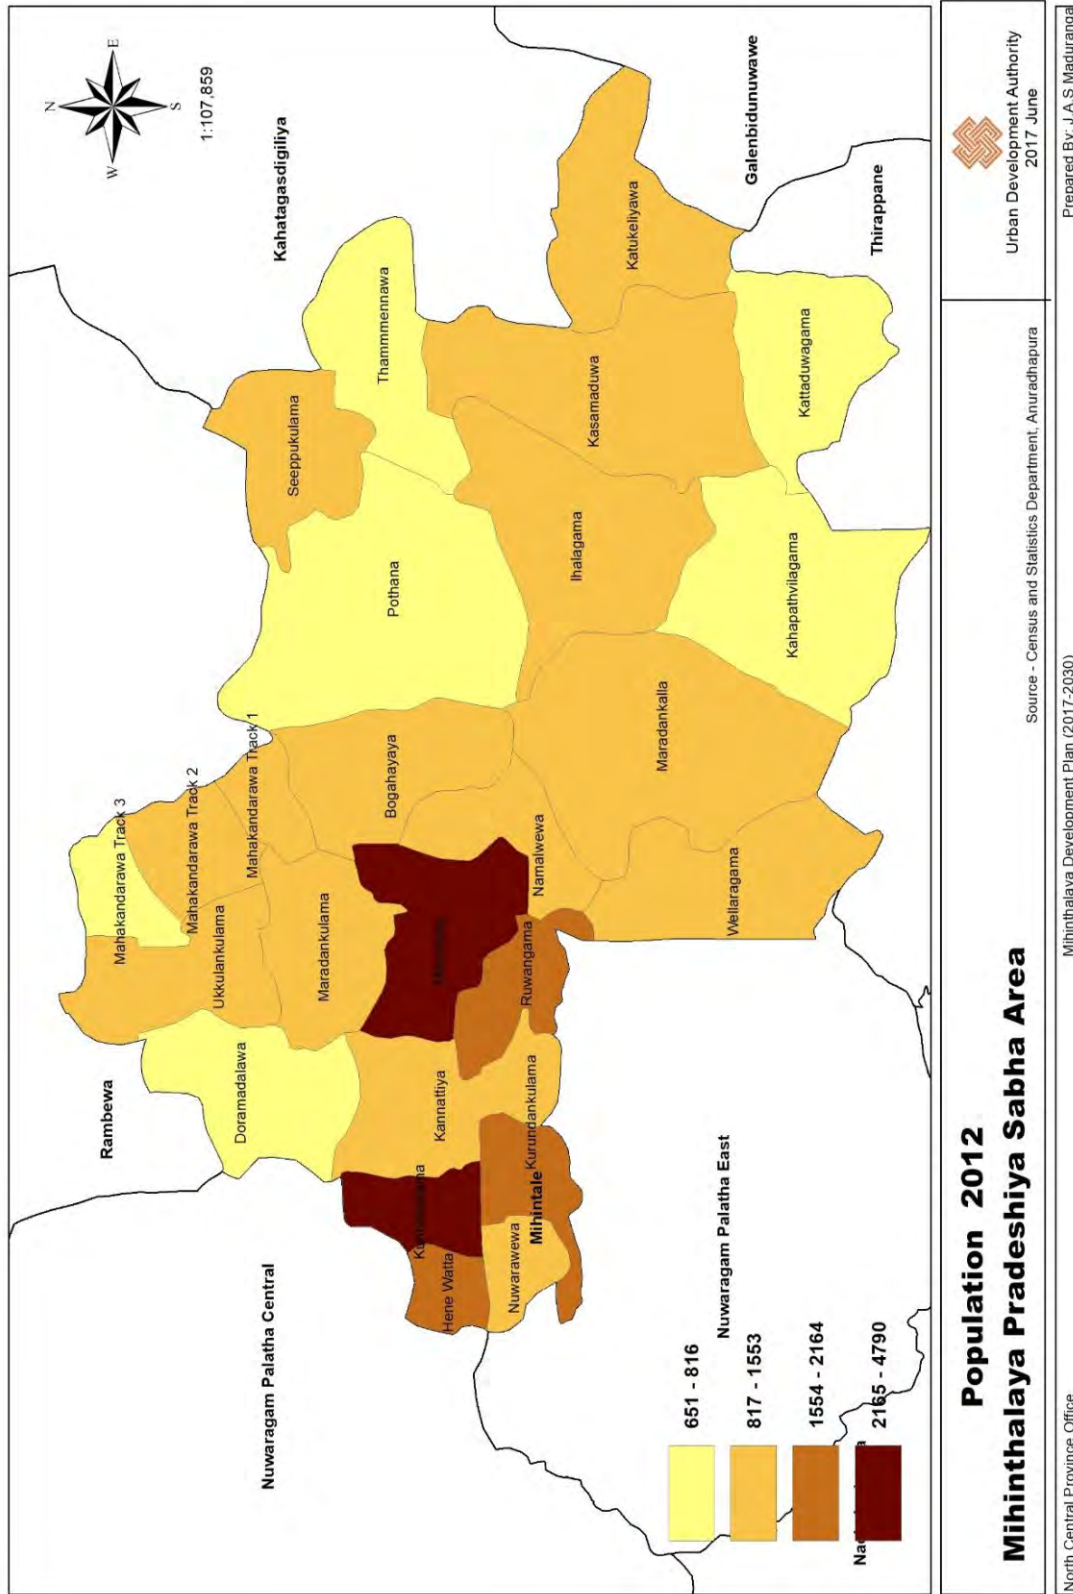 N
E
W
S
1:107,859
Kahatagasdigiliya
Galenbidunuwawe
Thirappane
Rambewa
Nuwaragam Palatha Central
Nuwaragam Palatha East
Seeppukulama
Thammmennawa
Katukeliyawa
Kasamaduwa
Kattaduwagama
Pothana
Ihalagama
Kahapathvilagama
Mahakandarawa Track 3
Mahakandarawa Track 2
Mahakandarawa Track 1
Bogahayaya
Maradankalla
Ukkulankulama
Maradankulama
Namalwewa
Wellaragama
Ruwangama
Doramadalawa
Kannattiya
Kurundankulama
Mihintale
Hene Watta
Nuwarawewa
651 - 816
817 - 1553
1554 - 2164
2165 - 4790
Population 2012
Mihinthalaya Pradeshiya Sabha Area
Source - Census and Statistics Department, Anuradhapura
Urban Development Authority
2017 June
North Central Province Office
Mihinthalaya Development Plan (2017-2030)
Prepared By: J.A.S Maduranga